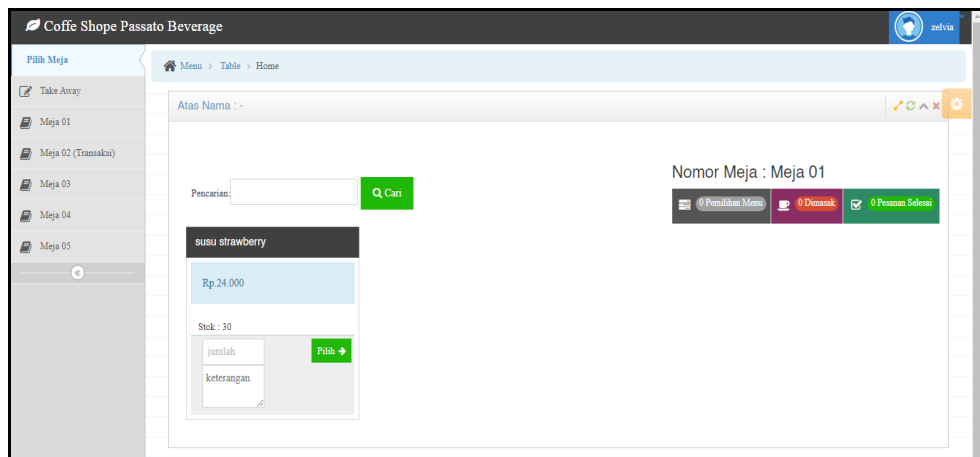 Coffe Shope Passato Beverage
zelvia
Pilih Meja
Take Away
Meja 01
Meja 02 (Transaksi)
Meja 03
Meja 04
Meja 05
Menu > Table > Home
Atas Nama : -
Nomor Meja : Meja 01
0 Pemilihan Menu
0 Dimasak
0 Pesanan Selesai
Pencarian:
Cari
susu strawberry
Rp.24.000
Stok : 30
jumlah
Pilih
keterangan